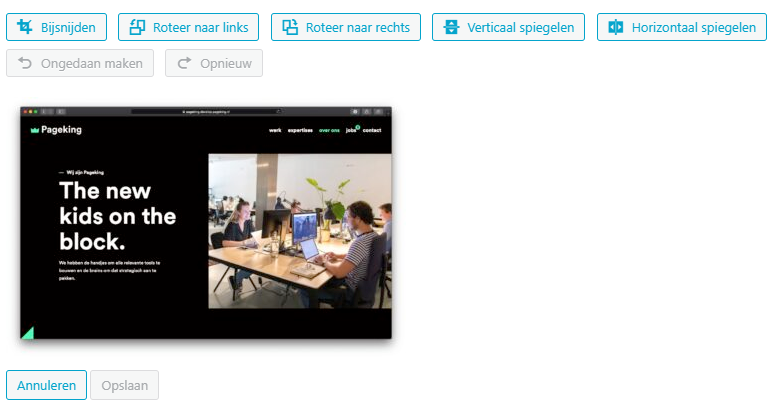 Bijsnijden Roteer naar links Roteer naar rechts Verticaal spiegelen Horizontaal spiegelen
Ongedaan maken Opnieuw
Pageking werk expertises over ons jobs contact
— Wij zijn Pageking
The new
kids on the
block.
We hebben de handjes om alle relevante tools te
bouwen en de brains om dat strategisch aan te
pakken.
Annuleren Opslaan